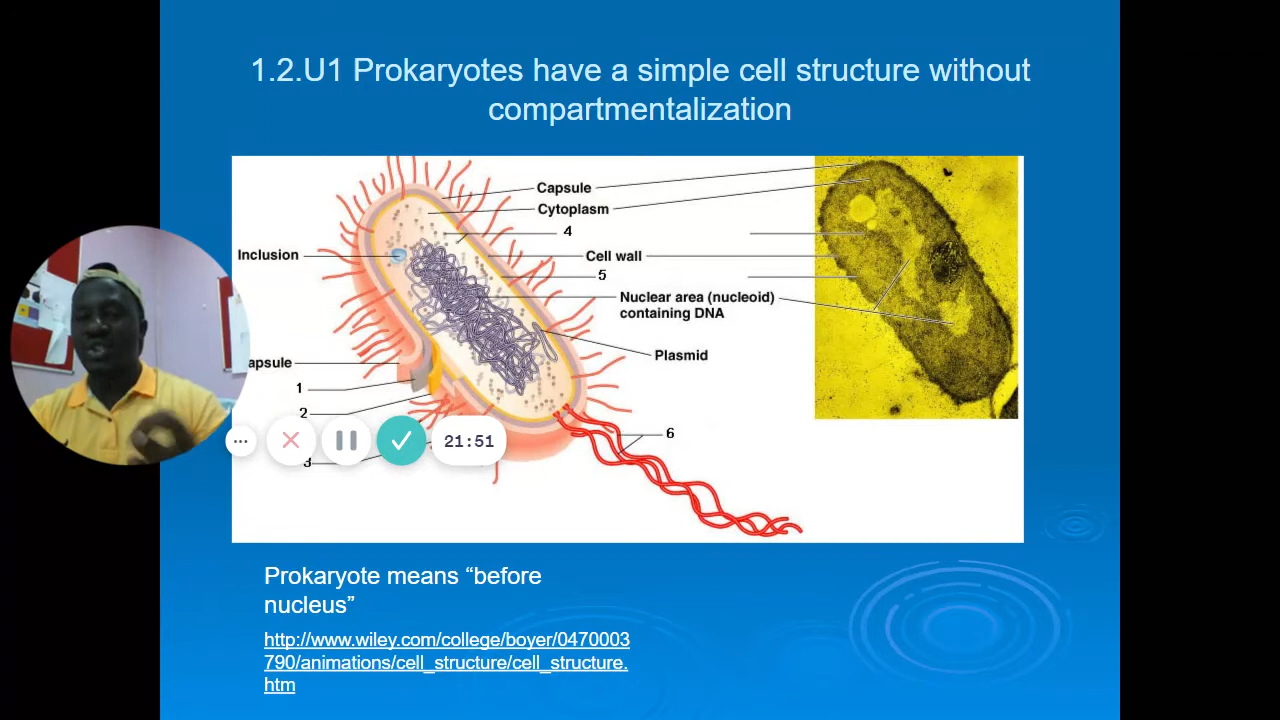 1.2.U1 Prokaryotes have a simple cell structure without
compartmentalization
Capsule
Cytoplasm
4
Inclusion
Cell wall
5
Nuclear area (nucleoid)
containing DNA
Plasmid
apsule
1
2
6
...
21:51
3
Prokaryote means “before
nucleus”
http://www.wiley.com/college/boyer/0470003
790/animations/cell_structure/cell_structure.
htm